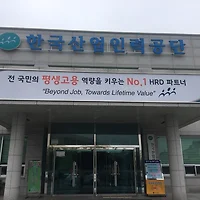 한국산업인력공단
전 국민의 평생고용 역량을 키우는 No.1 HRD 파트너
"Beyond Job, Towards Lifetime Value"